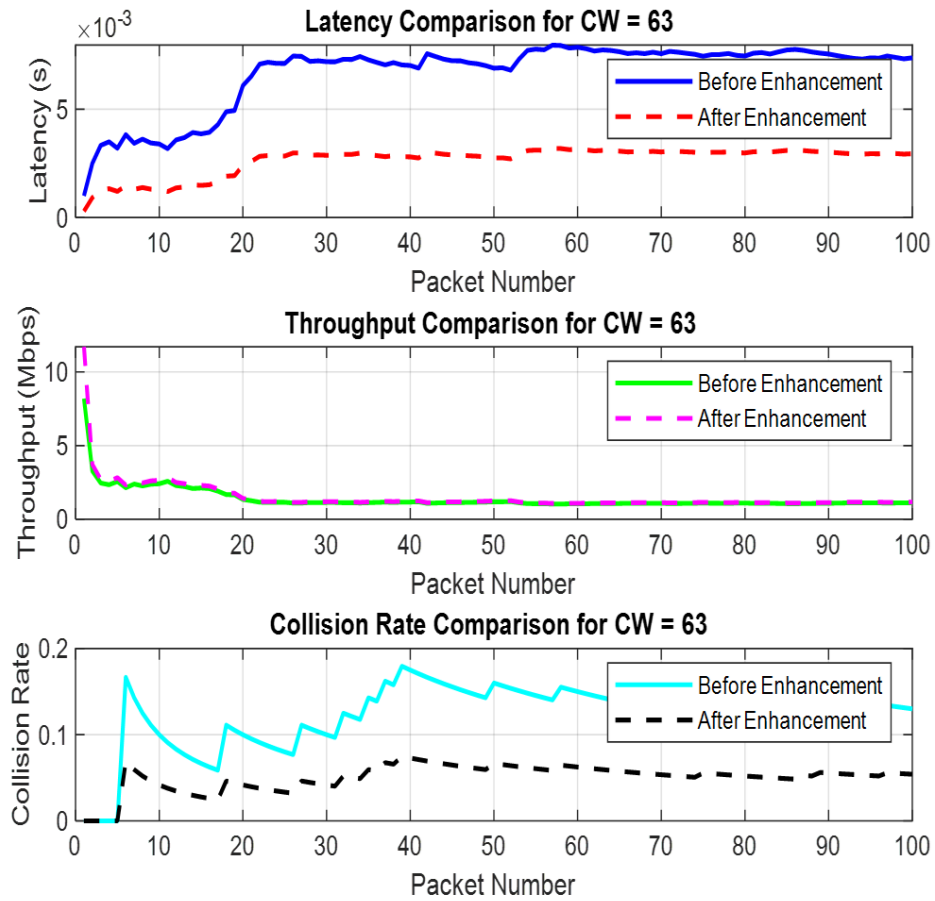 Latency Comparison for CW = 63
×10⁻³
Latency (s)
5
0
Before Enhancement
After Enhancement
0 10 20 30 40 50 60 70 80 90 100
Packet Number
Throughput Comparison for CW = 63
Throughput (Mbps)
10
5
0
Before Enhancement
After Enhancement
0 10 20 30 40 50 60 70 80 90 100
Packet Number
Collision Rate Comparison for CW = 63
Collision Rate
0.2
0.1
0
Before Enhancement
After Enhancement
0 10 20 30 40 50 60 70 80 90 100
Packet Number